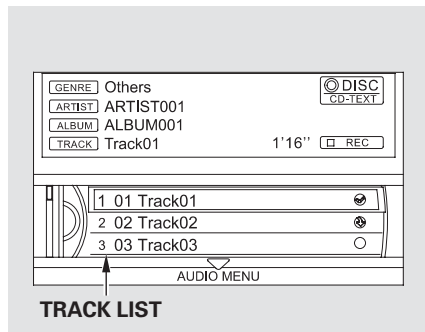 GENRE Others
DISC
CD-TEXT
ARTIST ARTIST001
ALBUM ALBUM001
TRACK Track01 1'16'' REC
1 01 Track01
2 02 Track02
3 03 Track03
AUDIO MENU
TRACK LIST